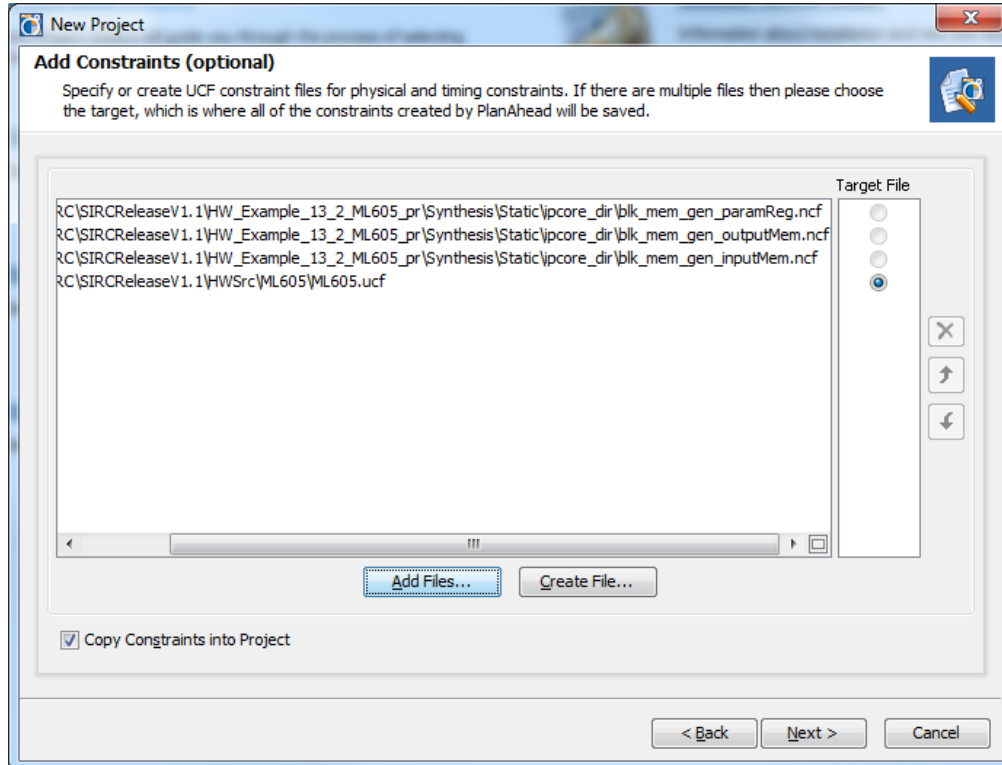 New Project
Add Constraints (optional)
Specify or create UCF constraint files for physical and timing constraints. If there are multiple files then please choose
the target, which is where all of the constraints created by PlanAhead will be saved.
Target File
RC\SIRCReleaseV1.1\HW_Example_13_2_ML605_pr\Synthesis\Static\ipcore_dir\blk_mem_gen_paramReg.ncf
RC\SIRCReleaseV1.1\HW_Example_13_2_ML605_pr\Synthesis\Static\ipcore_dir\blk_mem_gen_outputMem.ncf
RC\SIRCReleaseV1.1\HW_Example_13_2_ML605_pr\Synthesis\Static\ipcore_dir\blk_mem_gen_inputMem.ncf
RC\SIRCReleaseV1.1\HWSrc\ML605\ML605.ucf
Add Files... Create File...
Copy Constraints into Project
< Back Next > Cancel